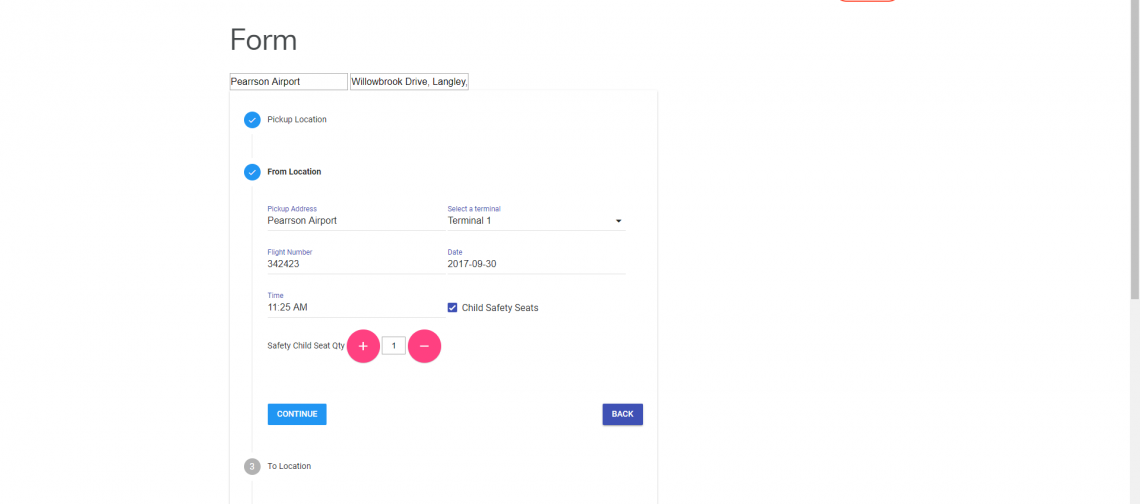 Form
Pearrson Airport Willowbrook Drive, Langley,
Pickup Location
From Location
Pickup Address Select a terminal
Pearrson Airport Terminal 1
Flight Number Date
342423 2017-09-30
Time
11:25 AM Child Safety Seats
Safety Child Seat Qty + 1 −
CONTINUE BACK
3 To Location